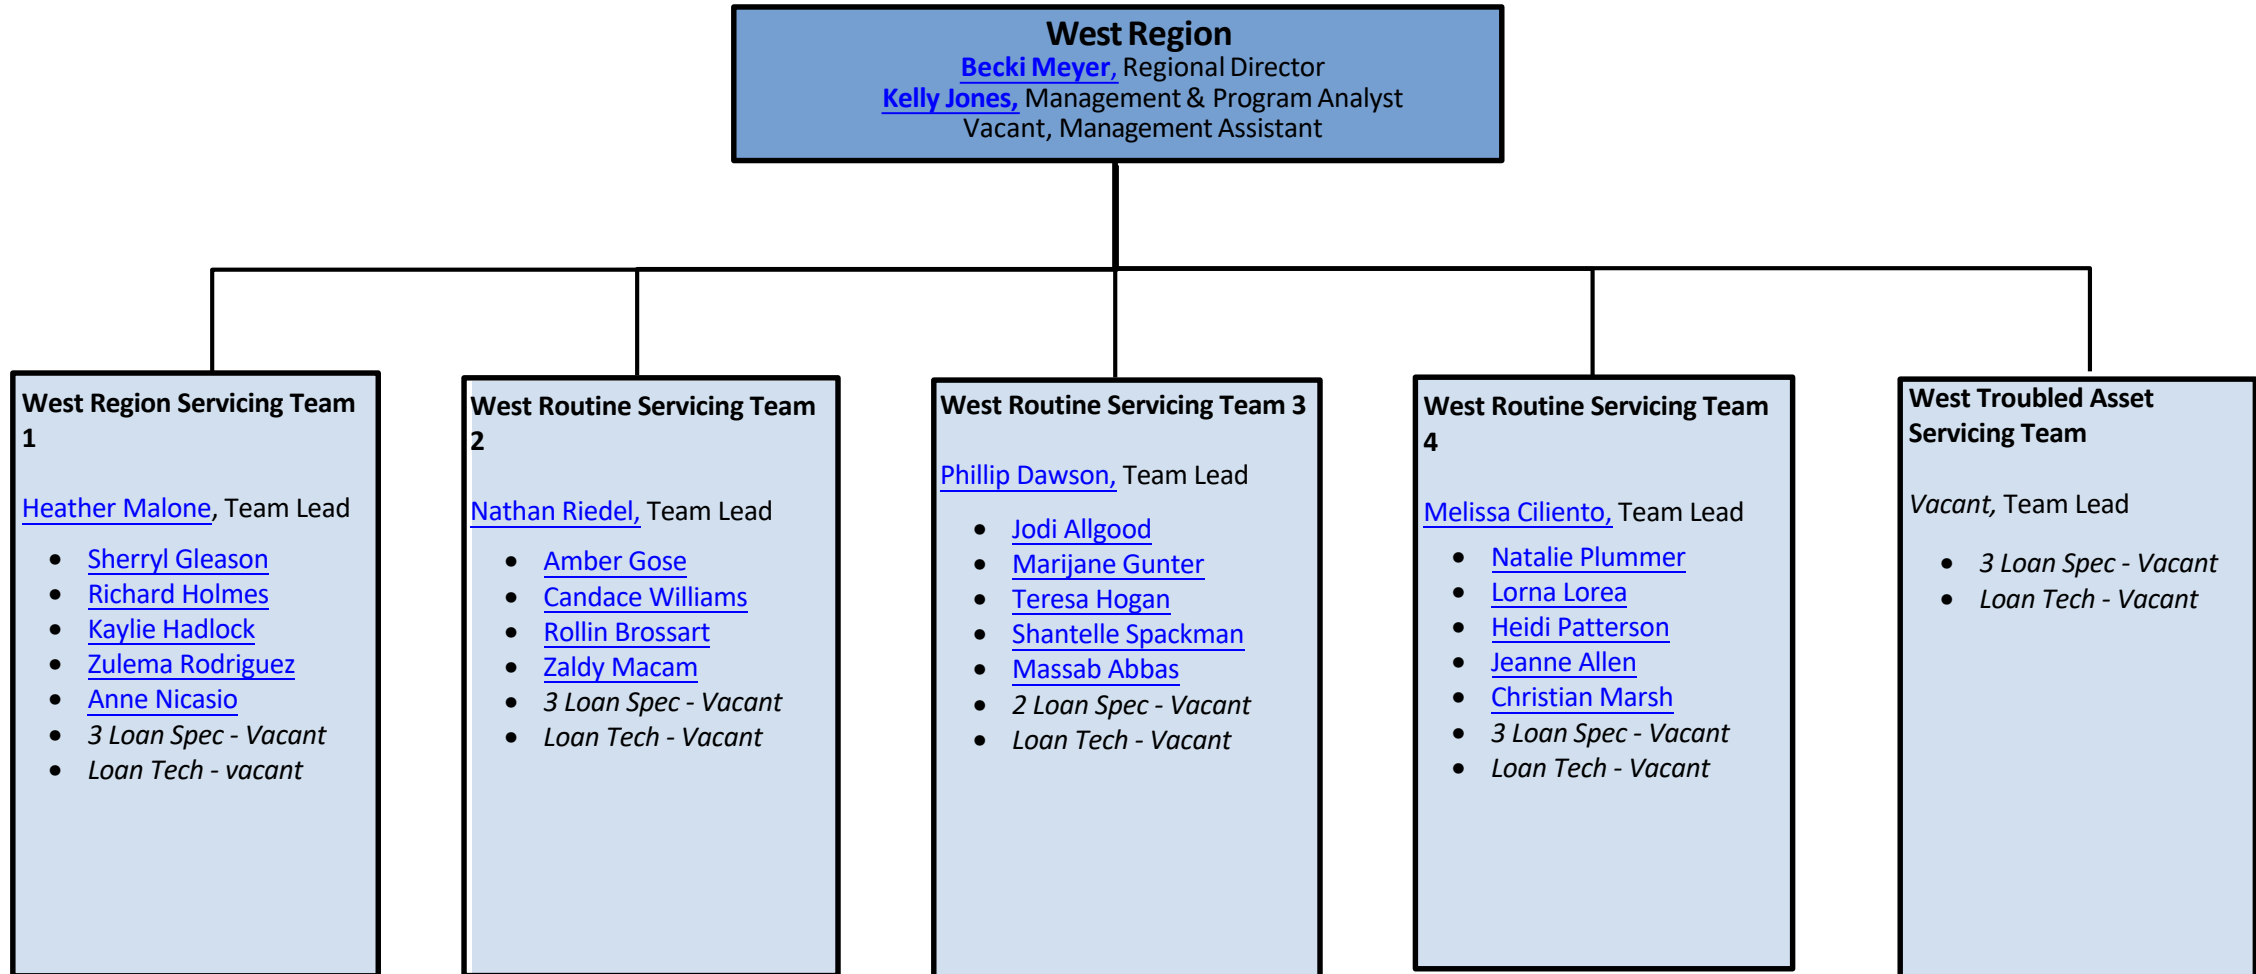 West Region
Becki Meyer, Regional Director
Kelly Jones, Management & Program Analyst
Vacant, Management Assistant
West Region Servicing Team
1
Heather Malone, Team Lead
• Sherryl Gleason
• Richard Holmes
• Kaylie Hadlock
• Zulema Rodriguez
• Anne Nicasio
• 3 Loan Spec - Vacant
• Loan Tech - vacant
West Routine Servicing Team
2
Nathan Riedel, Team Lead
• Amber Gose
• Candace Williams
• Rollin Brossart
• Zaldy Macam
• 3 Loan Spec - Vacant
• Loan Tech - Vacant
West Routine Servicing Team 3
Phillip Dawson, Team Lead
• Jodi Allgood
• Marijane Gunter
• Teresa Hogan
• Shantelle Spackman
• Massab Abbas
• 2 Loan Spec - Vacant
• Loan Tech - Vacant
West Routine Servicing Team
4
Melissa Ciliento, Team Lead
• Natalie Plummer
• Lorna Lorea
• Heidi Patterson
• Jeanne Allen
• Christian Marsh
• 3 Loan Spec - Vacant
• Loan Tech - Vacant
West Troubled Asset
Servicing Team
Vacant, Team Lead
• 3 Loan Spec - Vacant
• Loan Tech - Vacant